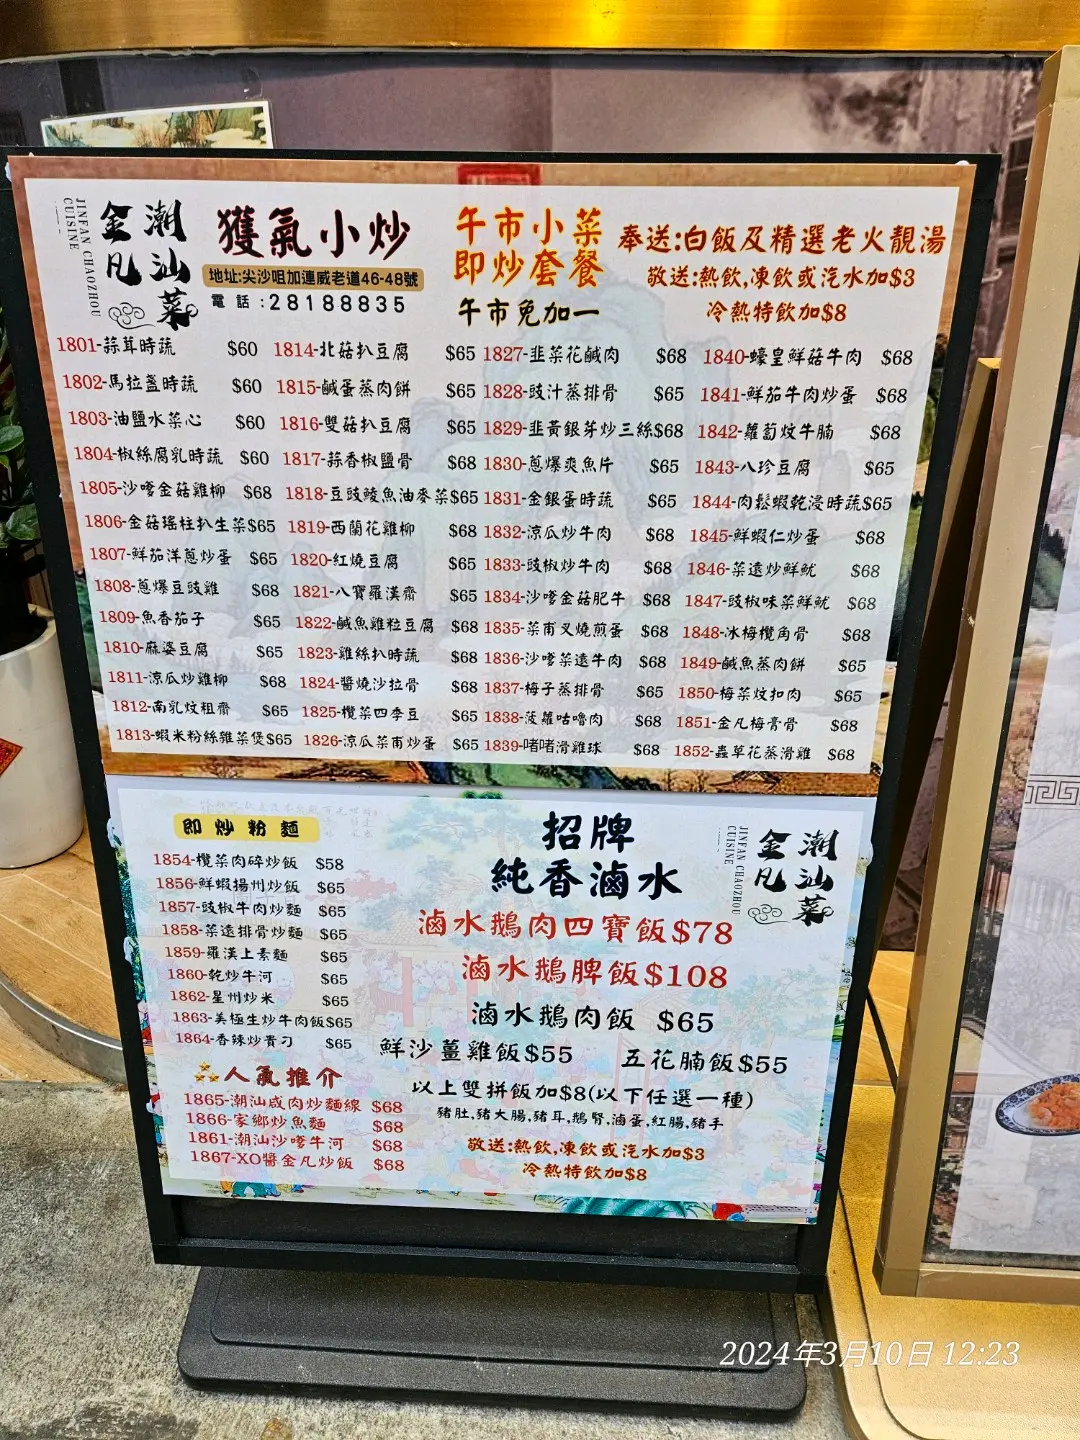 金凡
潮汕菜
JINFAN CHAOZHOU
CUISINE
獲氣小炒
地址:尖沙咀加連威老道46-48號
電話:28188835
午市小菜
即炒套餐
午市免加一
奉送:白飯及精選老火靚湯
敬送:熱飲,凍飲或汽水加$3
冷熱特飲加$8
1801-蒜茸時蔬 $60
1802-馬拉盞時蔬 $60
1803-油鹽水菜心 $60
1804-椒絲腐乳時蔬 $60
1805-沙嗲金菇雞柳 $68
1806-金菇瑤柱扒生菜$65
1807-鮮茄洋蔥炒蛋 $65
1808-蔥爆豆豉雞 $68
1809-魚香茄子 $65
1810-麻婆豆腐 $65
1811-涼瓜炒雞柳 $68
1812-南乳炆粗齋 $65
1813-蝦米粉絲雜菜煲$65
1814-北菇扒豆腐 $65
1815-鹹蛋蒸肉餅 $65
1816-雙菇扒豆腐 $65
1817-蒜香椒鹽骨 $68
1818-豆豉鯪魚油麥菜$65
1819-西蘭花雞柳 $68
1820-紅燒豆腐 $65
1821-八寶羅漢齋 $65
1822-鹹魚雞粒豆腐 $68
1823-雞絲扒時蔬 $68
1824-醬燒沙拉骨 $68
1825-欖菜四季豆 $65
1826-涼瓜菜甫炒蛋 $65
1827-韭菜花鹹肉 $68
1828-豉汁蒸排骨 $65
1829-韭黃銀芽炒三絲$68
1830-蔥爆爽魚片 $65
1831-金銀蛋時蔬 $65
1832-涼瓜炒牛肉 $68
1833-豉椒炒牛肉 $68
1834-沙嗲金菇肥牛 $68
1835-菜甫叉燒煎蛋 $68
1836-沙嗲菜遠牛肉 $68
1837-梅子蒸排骨 $65
1838-菠蘿咕嚕肉 $68
1839-啫啫滑雞球 $68
1840-蠔皇鮮菇牛肉 $68
1841-鮮茄牛肉炒蛋 $68
1842-蘿蔔炆牛腩 $68
1843-八珍豆腐 $65
1844-肉鬆蝦乾浸時蔬$65
1845-鮮蝦仁炒蛋 $68
1846-菜遠炒鮮魷 $68
1847-豉椒味菜鮮魷 $68
1848-冰梅欖角骨 $68
1849-鹹魚蒸肉餅 $65
1850-梅菜炆扣肉 $65
1851-金凡梅膏骨 $68
1852-蟲草花蒸滑雞 $68
即炒粉麵
1854-欖菜肉碎炒飯 $58
1856-鮮蝦揚州炒飯 $65
1857-豉椒牛肉炒麵 $65
1858-菜遠排骨炒麵 $65
1859-羅漢上素麵 $65
1860-乾炒牛河 $65
1862-星州炒米 $65
1863-美極生炒牛肉飯$65
1864-香辣炒貴刁 $65
人氣推介
1865-潮汕咸肉炒麵線 $68
1866-家鄉炒魚麵 $68
1861-潮汕沙嗲牛河 $68
1867-XO醬金凡炒飯 $68
招牌
純香滷水
金凡
潮汕菜
JINFAN CHAOZHOU
CUISINE
滷水鵝肉四寶飯$78
滷水鵝脾飯$108
滷水鵝肉飯 $65
鮮沙薑雞飯$55 五花腩飯$55
以上雙拼飯加$8(以下任選一種)
豬肚,豬大腸,豬耳,鵝腎,滷蛋,紅腸,豬手
敬送:熱飲,凍飲或汽水加$3
冷熱特飲加$8
2024年3月10日 12:23